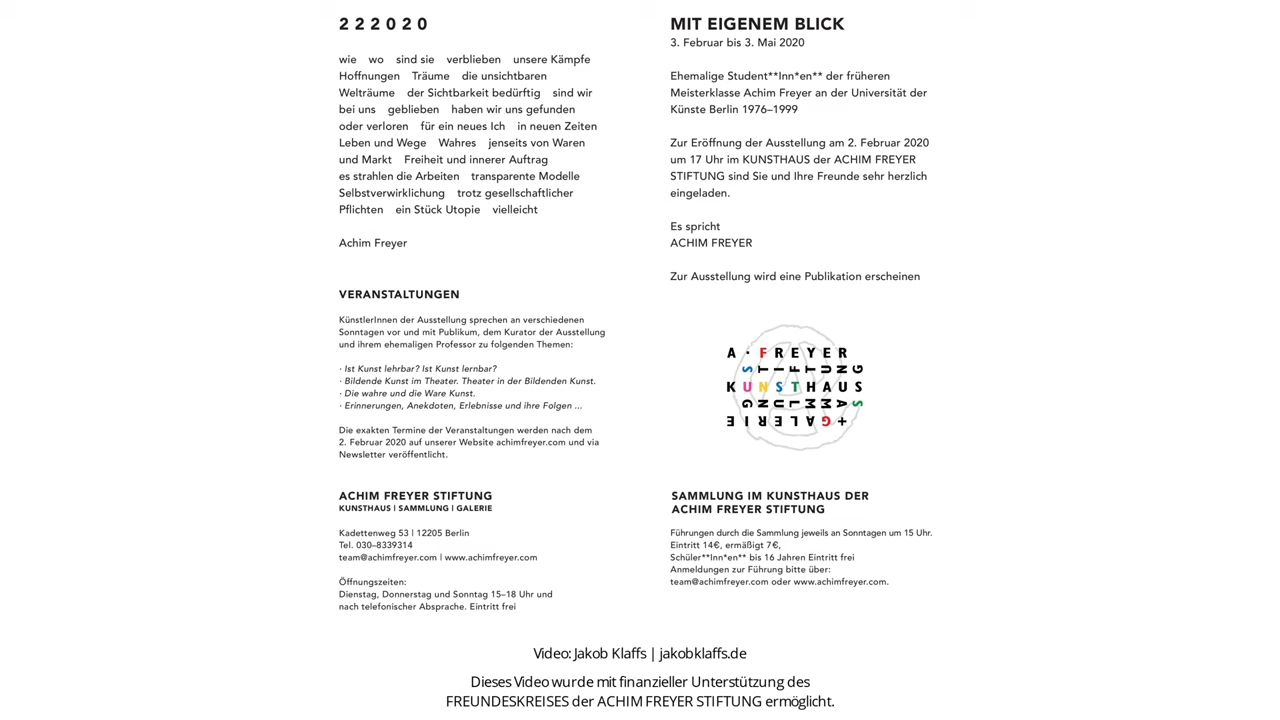 2 2 2 0 2 0
wie wo sind sie verblieben unsere Kämpfe
Hoffnungen Träume die unsichtbaren
Welträume der Sichtbarkeit bedürftig sind wir
bei uns geblieben haben wir uns gefunden
oder verloren für ein neues Ich in neuen Zeiten
Leben und Wege Wahres jenseits von Waren
und Markt Freiheit und innerer Auftrag
es strahlen die Arbeiten transparente Modelle
Selbstverwirklichung trotz gesellschaftlicher
Pflichten ein Stück Utopie vielleicht
Achim Freyer
VERANSTALTUNGEN
KünstlerInnen der Ausstellung sprechen an verschiedenen
Sonntagen vor und mit Publikum, dem Kurator der Ausstellung
und ihrem ehemaligen Professor zu folgenden Themen:
· Ist Kunst lehrbar? Ist Kunst lernbar?
· Bildende Kunst im Theater. Theater in der Bildenden Kunst.
· Die wahre und die Ware Kunst.
· Erinnerungen, Anekdoten, Erlebnisse und ihre Folgen ...
Die exakten Termine der Veranstaltungen werden nach dem
2. Februar 2020 auf unserer Website achimfreyer.com und via
Newsletter veröffentlicht.
ACHIM FREYER STIFTUNG
KUNSTHAUS | SAMMLUNG | GALERIE
Kadettenweg 53 | 12205 Berlin
Tel. 030–8339314
team@achimfreyer.com | www.achimfreyer.com
Öffnungszeiten:
Dienstag, Donnerstag und Sonntag 15–18 Uhr und
nach telefonischer Absprache. Eintritt frei
MIT EIGENEM BLICK
3. Februar bis 3. Mai 2020
Ehemalige Student**Inn*en** der früheren
Meisterklasse Achim Freyer an der Universität der
Künste Berlin 1976–1999
Zur Eröffnung der Ausstellung am 2. Februar 2020
um 17 Uhr im KUNSTHAUS der ACHIM FREYER
STIFTUNG sind Sie und Ihre Freunde sehr herzlich
eingeladen.
Es spricht
ACHIM FREYER
Zur Ausstellung wird eine Publikation erscheinen
A · FREYER
STIFTUNG
KUNSTHAUS
SAMMLUNG
+ GALERIE
SAMMLUNG IM KUNSTHAUS DER
ACHIM FREYER STIFTUNG
Führungen durch die Sammlung jeweils an Sonntagen um 15 Uhr.
Eintritt 14€, ermäßigt 7€,
Schüler**Inn*en** bis 16 Jahren Eintritt frei
Anmeldungen zur Führung bitte über:
team@achimfreyer.com oder www.achimfreyer.com.
Video: Jakob Klaffs | jakobklaffs.de
Dieses Video wurde mit finanzieller Unterstützung des
FREUNDESKREISES der ACHIM FREYER STIFTUNG ermöglicht.